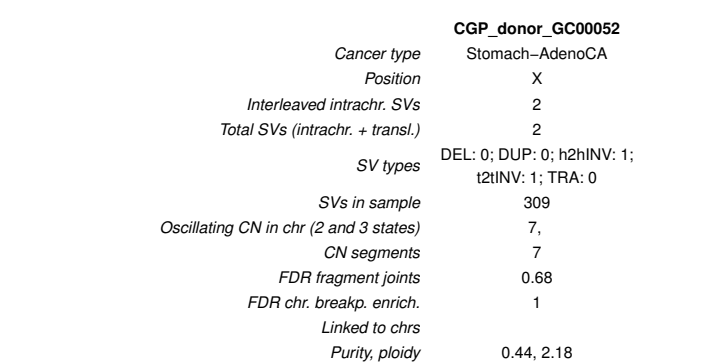 CGP_donor_GC00052
Cancer type Stomach−AdenoCA
Position X
Interleaved intrachr. SVs 2
Total SVs (intrachr. + transl.) 2
SV types DEL: 0; DUP: 0; h2hINV: 1;
t2tINV: 1; TRA: 0
SVs in sample 309
Oscillating CN in chr (2 and 3 states) 7,
CN segments 7
FDR fragment joints 0.68
FDR chr. breakp. enrich. 1
Linked to chrs
Purity, ploidy 0.44, 2.18